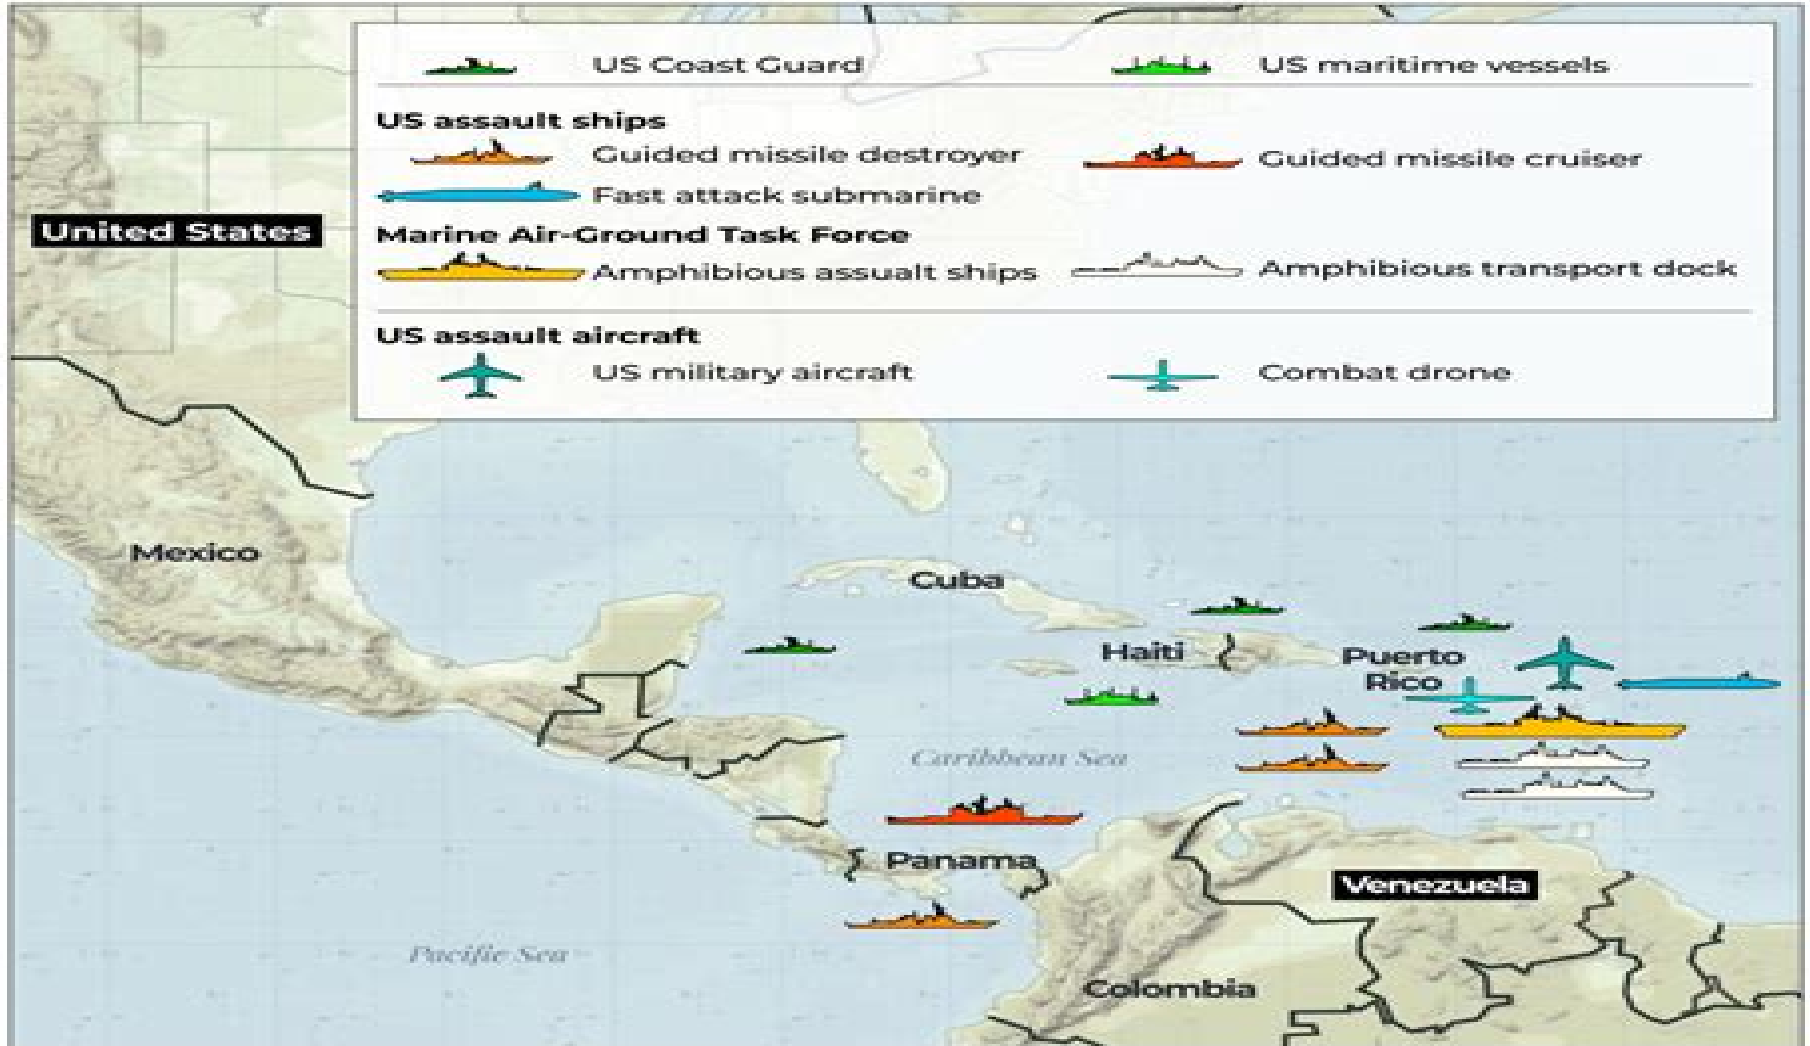 US Coast Guard
US maritime vessels
US assault ships
Guided missile destroyer
Guided missile cruiser
Fast attack submarine
Marine Air-Ground Task Force
Amphibious assualt ships
Amphibious transport dock
US assault aircraft
US military aircraft
Combat drone
United States
Mexico
Cuba
Haiti
Puerto
Rico
Caribbean Sea
Panama
Venezuela
Pacific Sea
Colombia